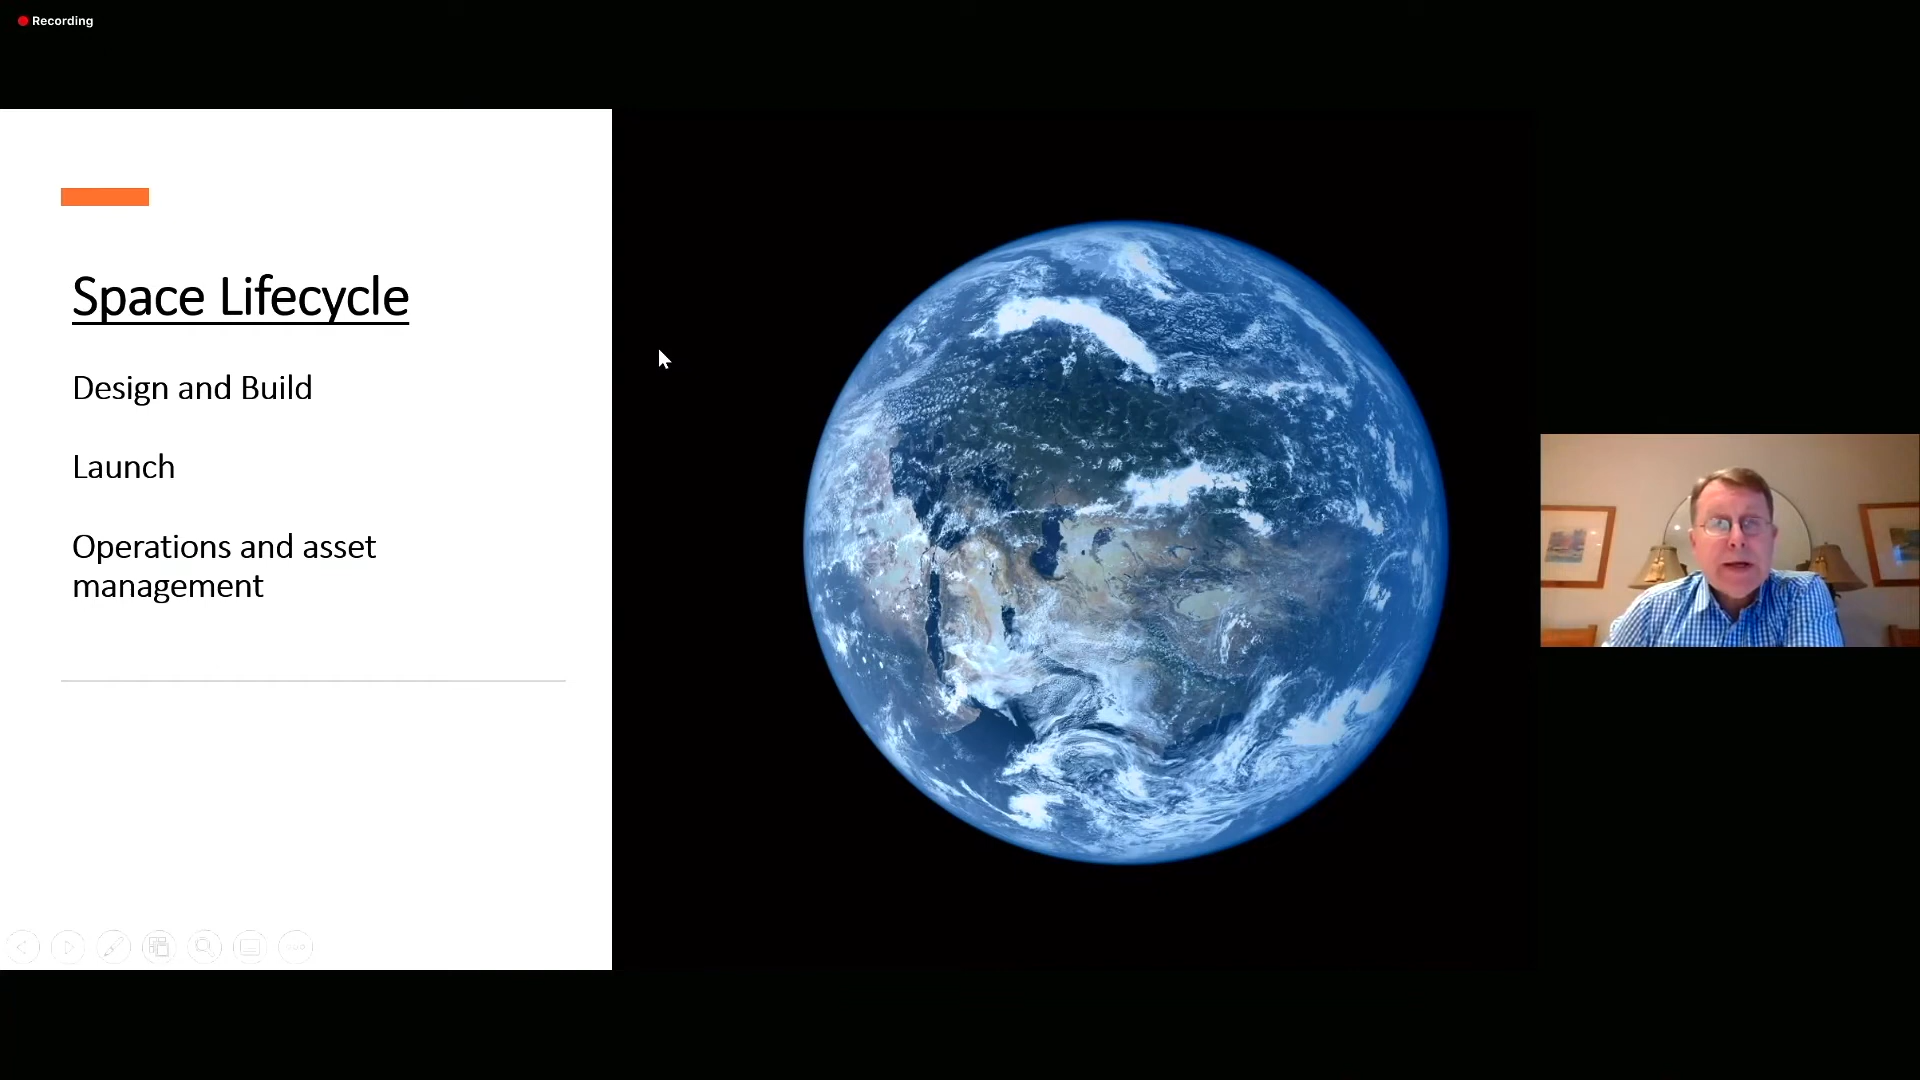 Recording
Space Lifecycle
Design and Build
Launch
Operations and asset
management